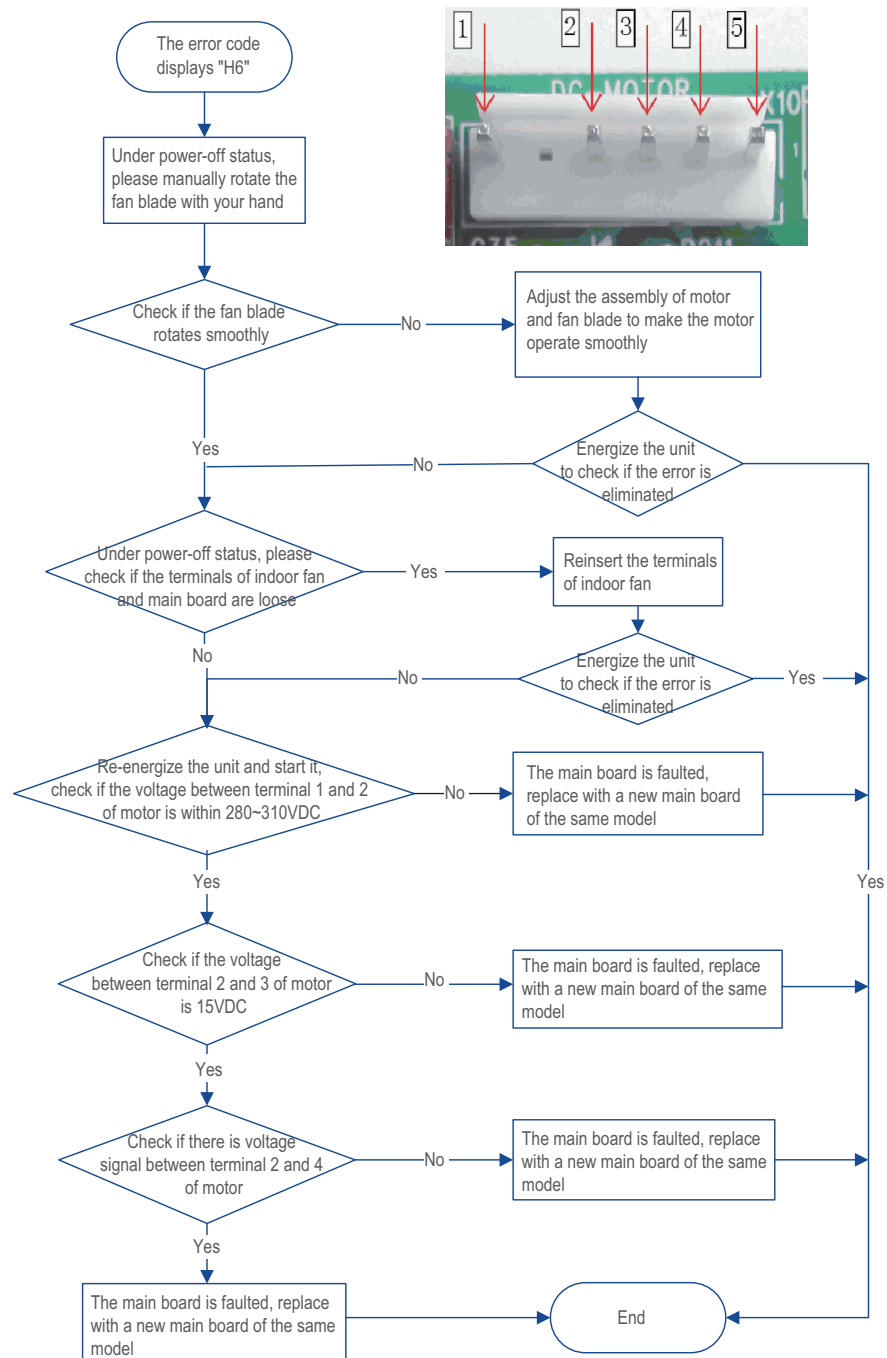 The error code
displays "H6"
1
2
3
4
5
DC MOTOR
X10
1
Under power-off status,
please manually rotate the
fan blade with your hand
Check if the fan blade
rotates smoothly
No
Adjust the assembly of motor
and fan blade to make the motor
operate smoothly
Yes
No
Energize the unit
to check if the error is
eliminated
Under power-off status, please
check if the terminals of indoor fan
and main board are loose
Yes
Reinsert the terminals
of indoor fan
No
No
Energize the unit
to check if the error is
eliminated
Yes
Re-energize the unit and start it,
check if the voltage between terminal 1 and 2
of motor is within 280~310VDC
No
The main board is faulted,
replace with a new main board
of the same model
Yes
Yes
Check if the voltage
between terminal 2 and 3 of motor
is 15VDC
No
The main board is faulted, replace
with a new main board of the same
model
Yes
Check if there is voltage
signal between terminal 2 and 4
of motor
No
The main board is faulted, replace
with a new main board of the same
model
Yes
The main board is faulted, replace
with a new main board of the same
model
End